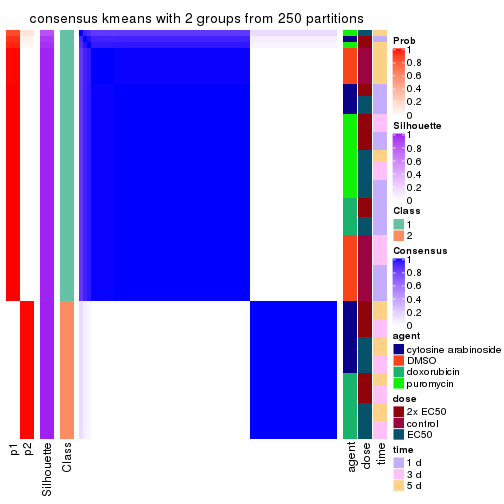 consensus kmeans with 2 groups from 250 partitions
Prob
1
0.8
0.6
0.4
0.2
0
Silhouette
1
0.8
0.6
0.4
0.2
0
Class
1
2
Consensus
1
0.8
0.6
0.4
0.2
0
agent
cytosine arabinoside
DMSO
doxorubicin
puromycin
dose
2x EC50
control
EC50
time
1 d
3 d
5 d
p1
p2
Silhouette
Class
agent
dose
time